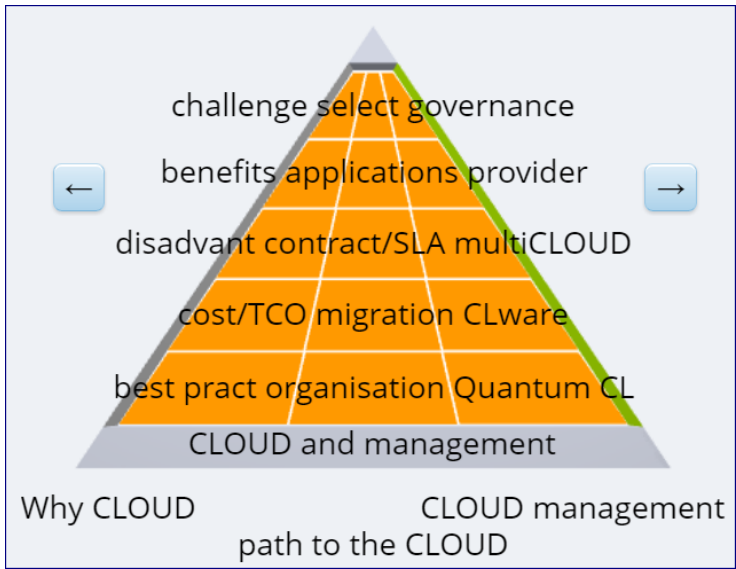 challenge select governance
benefits applications provider
← →
disadvant contract/SLA multiCLOUD
cost/TCO migration CLware
best pract organisation Quantum CL
CLOUD and management
Why CLOUD CLOUD management
path to the CLOUD